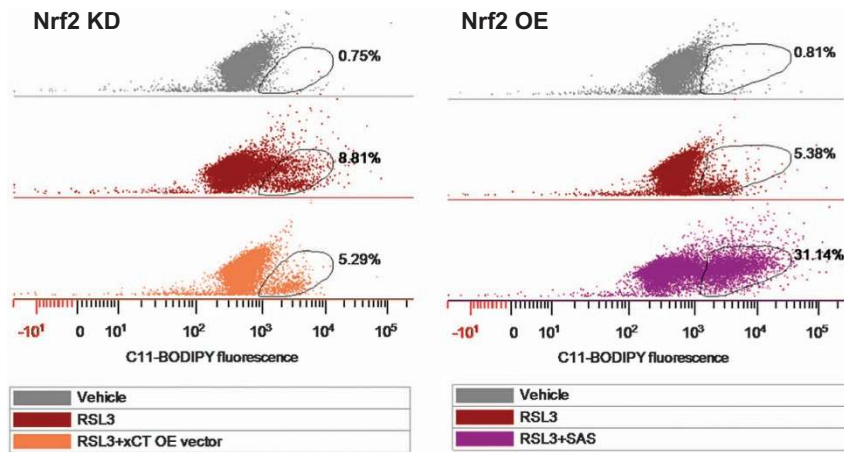 Nrf2 KD
0.75%
8.81%
5.29%
-10¹ 0 10¹ 10² 10³ 10⁴ 10⁵
C11-BODIPY fluorescence
Vehicle
RSL3
RSL3+xCT OE vector
Nrf2 OE
0.81%
5.38%
31.14%
-10¹ 0 10¹ 10² 10³ 10⁴ 10⁵
C11-BODIPY fluorescence
Vehicle
RSL3
RSL3+SAS